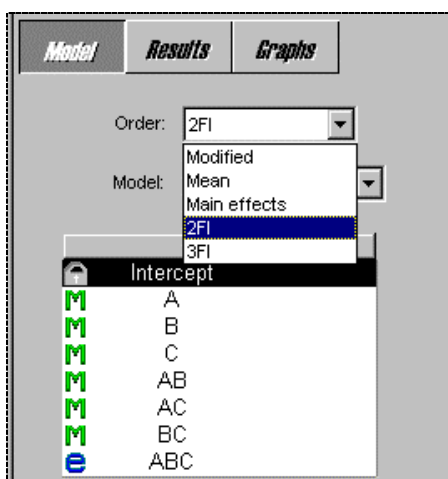 Model Results Graphs
Order: 2FI
Modified
Model: Mean
Main effects
2FI
3FI
Intercept
M A
M B
M C
M AB
M AC
M BC
e ABC